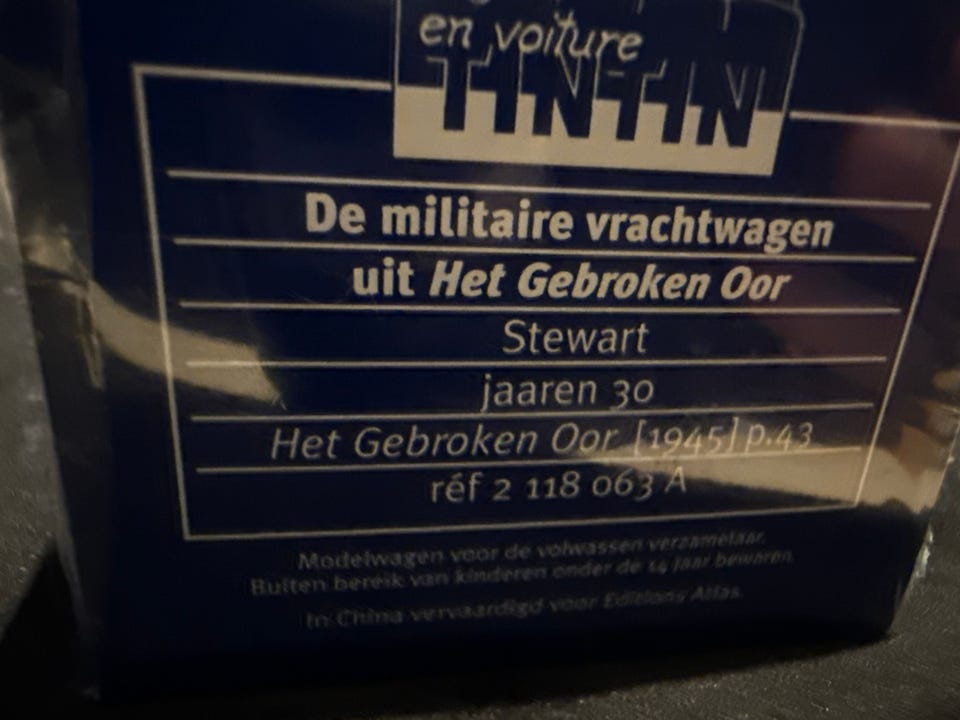 en voiture
TINTIN
De militaire vrachtwagen
uit Het Gebroken Oor
Stewart
jaaren 30
Het Gebroken Oor [1945] p.43
réf 2 118 063 A
Modelwagen voor de volwassen verzamelaar.
Buiten bereik van kinderen onder de 14 jaar bewaren.
In China vervaardigd voor Editions Atlas.